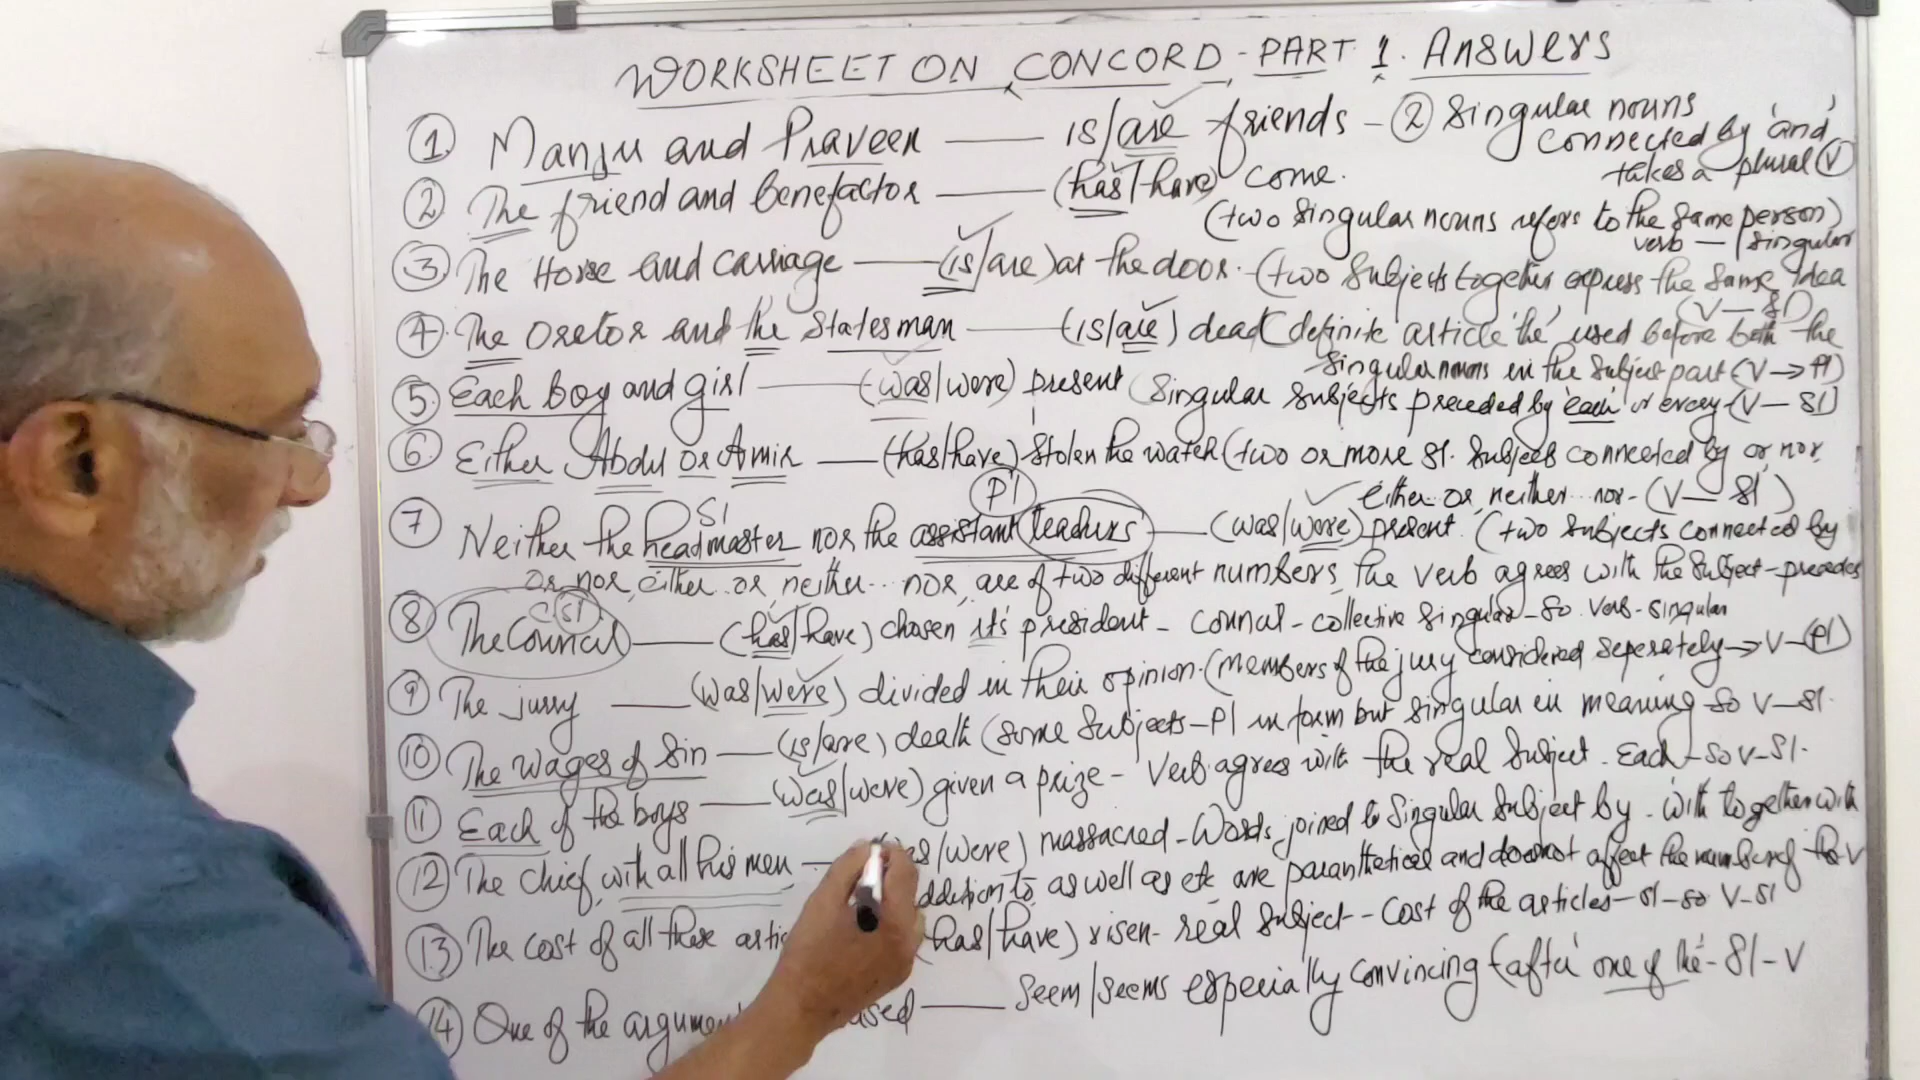 WORKSHEET ON CONCORD - PART 1. ANSWERS
① Manju and Praveen —— is/are friends - ② Singular nouns
connected by 'and'
takes a plural Ⓥ
② The friend and benefactor —— (has/have) come.
(two singular nouns refers to the same person)
verb — singular
③ The Horse and carriage —— (is/are) at the door. (two subjects together express the same idea
(V — Sl)
④ The Orator and the Statesman —— (is/are) dead (definite article 'the' used before both the
Singular nouns in the Subject part (V → Pl)
⑤ Each boy and girl —— (was/were) present (Singular Subjects preceded by each or every (V — Sl)
⑥ Either Abdul or Amir —— (has/have) stolen the watch (two or more Sl. Subjects connected by or, nor,
either.. or, neither.. nor - (V — Sl)
Sl Pl
⑦ Neither the headmaster nor the assistant teachers —— (was/were) present. (two subjects connected by
or, nor, either.. or, neither... nor, are of two different numbers, the verb agrees with the Subject - precedes
Sl
⑧ The Council —— (has/have) chosen it's president - council - collective singular - so verb - singular
⑨ The jurry —— (was/were) divided in their opinion. (members of the jury considered seperately → V — Pl)
⑩ The wages of Sin —— (is/are) death (some Subjects - Pl in form but singular in meaning so V — Sl.
⑪ Each of the boys —— (was/were) given a prize - Verb agrees with the real subject. Each - so V - Sl.
⑫ The chief, with all his men, — /were) massacred - Words joined to Singular Subject by - with together with
addition to, as well as etc are paranthetical and do not affect the number of the V
⑬ The cost of all these (has/have) risen - real subject - Cost of the articles - sl - so V - Sl
⑭ One of the —— seem/seems especially convincing (after 'one of the' - Sl - V